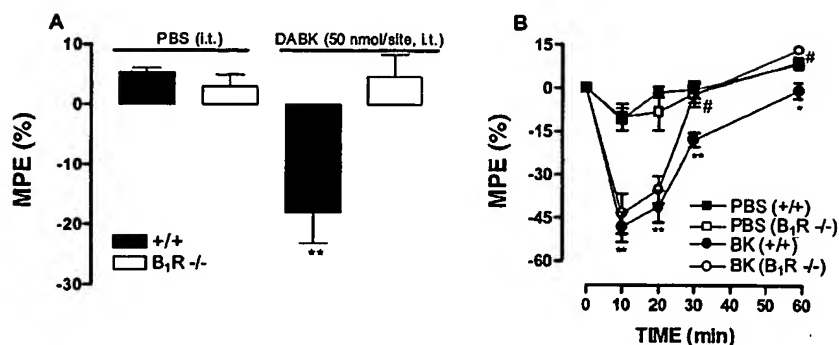 A
PBS (i.t.) DABK (50 nmol/site, i.t.)
MPE (%)
20
10
0
-10
-20
-30
**
+/+
B₁R -/-
B
MPE (%)
15
0
-15
-30
-45
-60
#
#
*
**
** **
PBS (+/+)
PBS (B₁R -/-)
BK (+/+)
BK (B₁R -/-)
0 10 20 30 40 50 60
TIME (min)